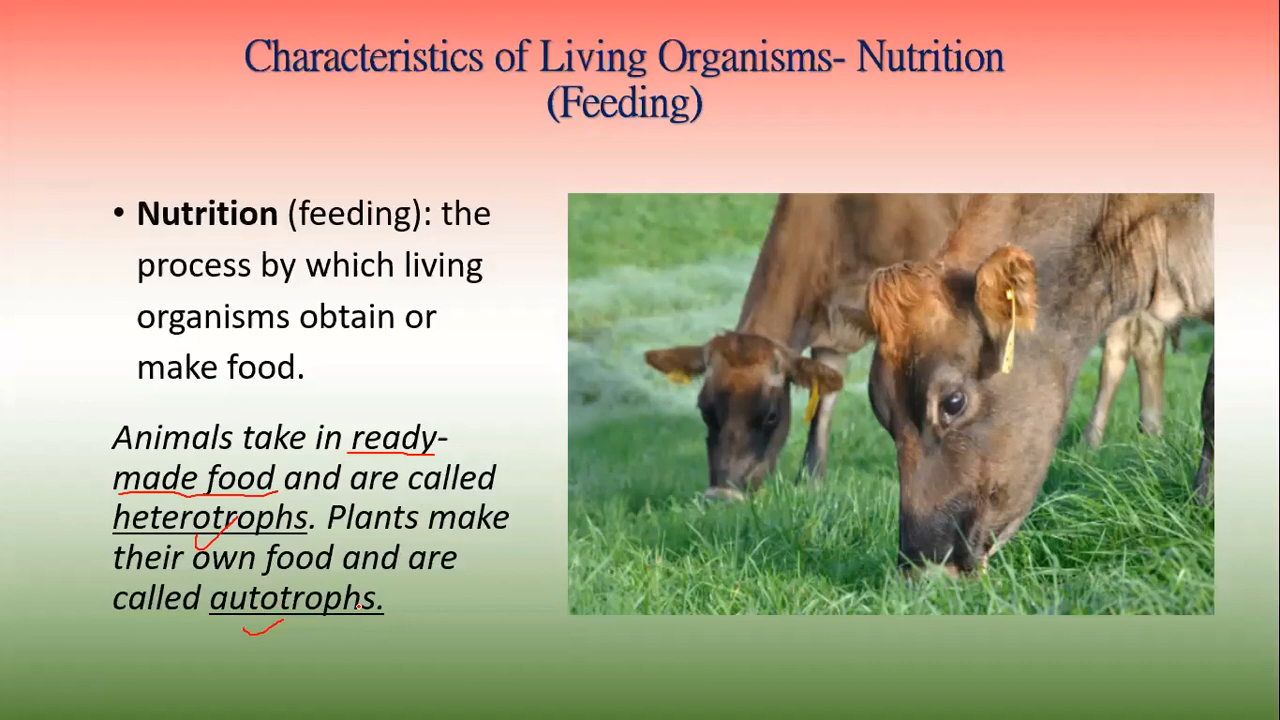 Characteristics of Living Organisms- Nutrition
(Feeding)
• Nutrition (feeding): the
process by which living
organisms obtain or
make food.
Animals take in ready-
made food and are called
heterotrophs. Plants make
their own food and are
called autotrophs.